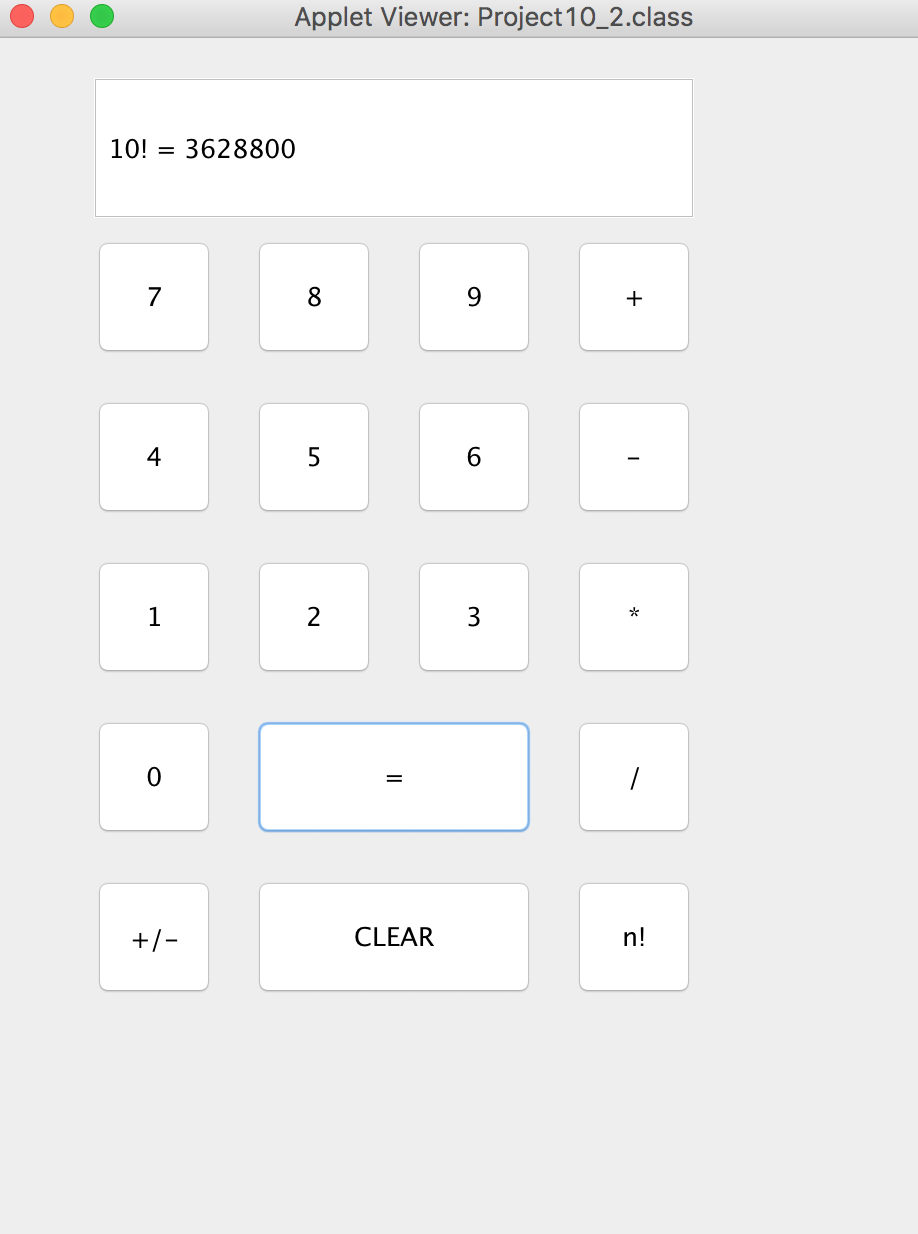 Applet Viewer: Project10_2.class
10! = 3628800
7 8 9 +
4 5 6 -
1 2 3 *
0 = /
+/- CLEAR n!